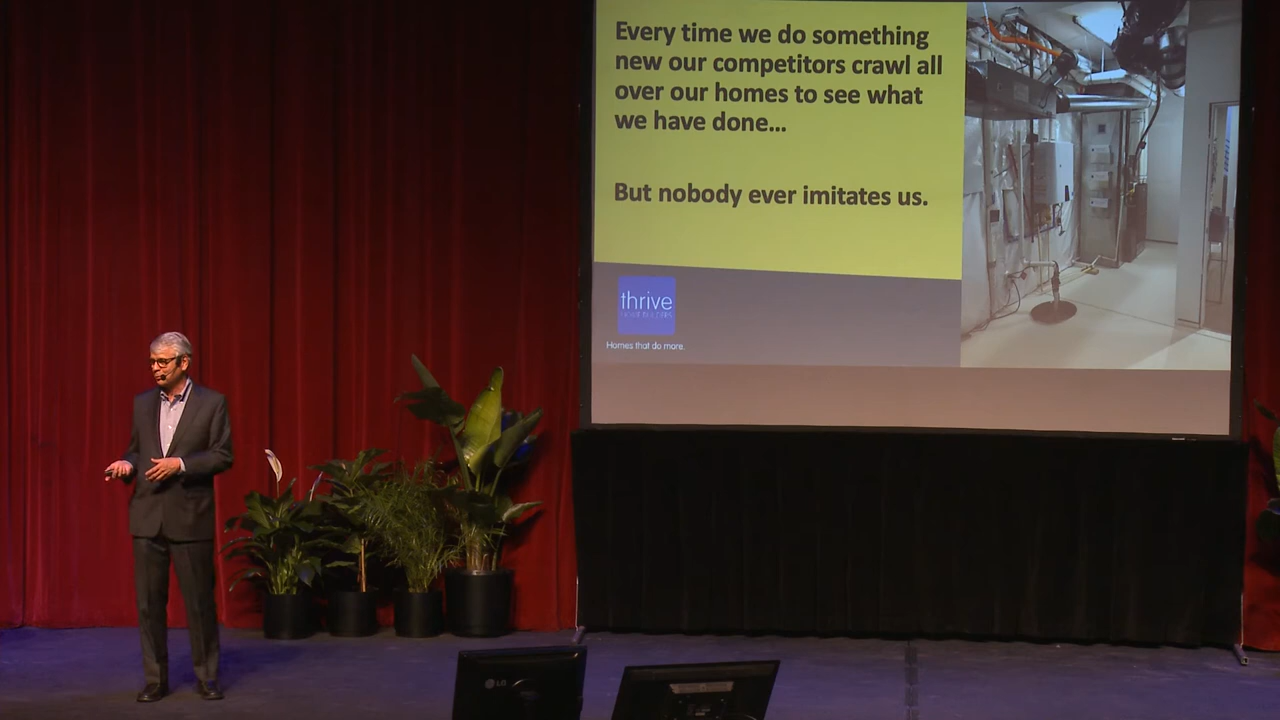 Every time we do something
new our competitors crawl all
over our homes to see what
we have done...
But nobody ever imitates us.
thrive
Homes that do more.
LG